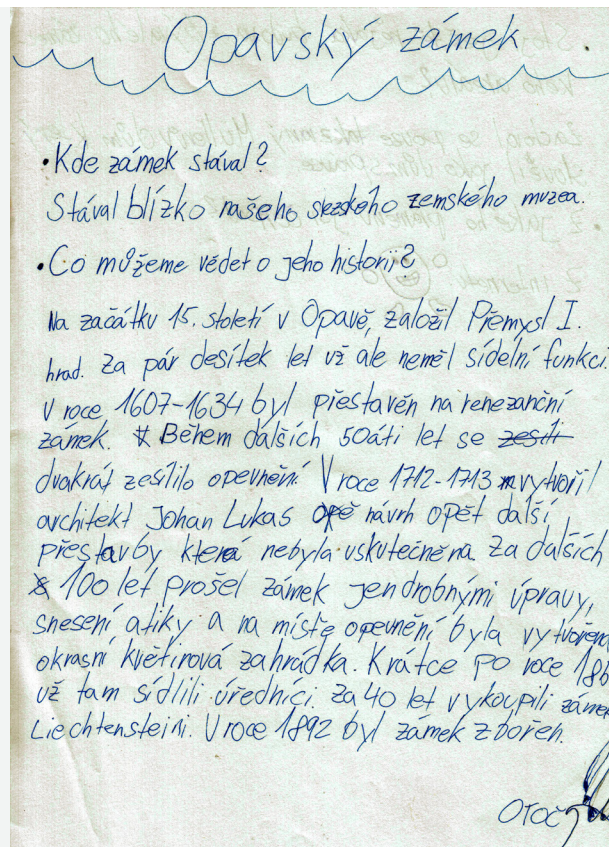 Opavský zámek
• Kde zámek stával?
Stával blízko našeho slezského zemského muzea.
• Co můžeme vědet o jeho historii?
Na začátku 15. století v Opavě, založil Přemysl I.
hrad. Za pár desítek let už ale neměl sídelní funkci.
V roce 1607-1634 byl přestavěn na renezanční
zámek. Během dalších 50áti let se zesíli
dvakrát zesílilo opevnění. V roce 1712-1713 vytvořil
architekt Johan Lukas opě návrh opět další
přestavby která nebyla uskutečněna. Za dalších
100 let prošel zámek jen drobnými úpravy,
snesení atiky a na místě opevnění byla vytvořena
okrasní květinová zahrádka. Krátce po roce 186
už tam sídlili úředníci. Za 40 let vykoupili zámek
Liechtensteini. V roce 1892 byl zámek zbořen.
Otoč